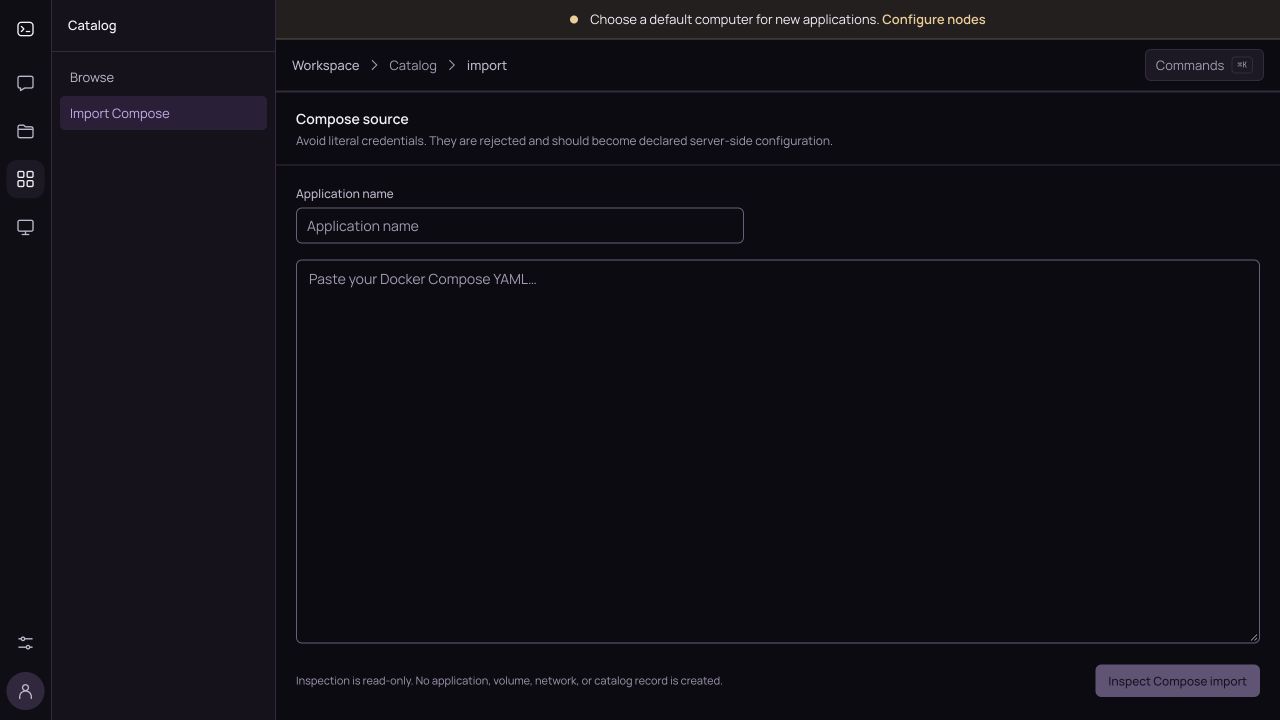 Catalog
Browse
Import Compose
Choose a default computer for new applications. Configure nodes
Workspace > Catalog > import
Commands ⌘K
Compose source
Avoid literal credentials. They are rejected and should become declared server-side configuration.
Application name
Application name
Paste your Docker Compose YAML…
Inspection is read-only. No application, volume, network, or catalog record is created.
Inspect Compose import